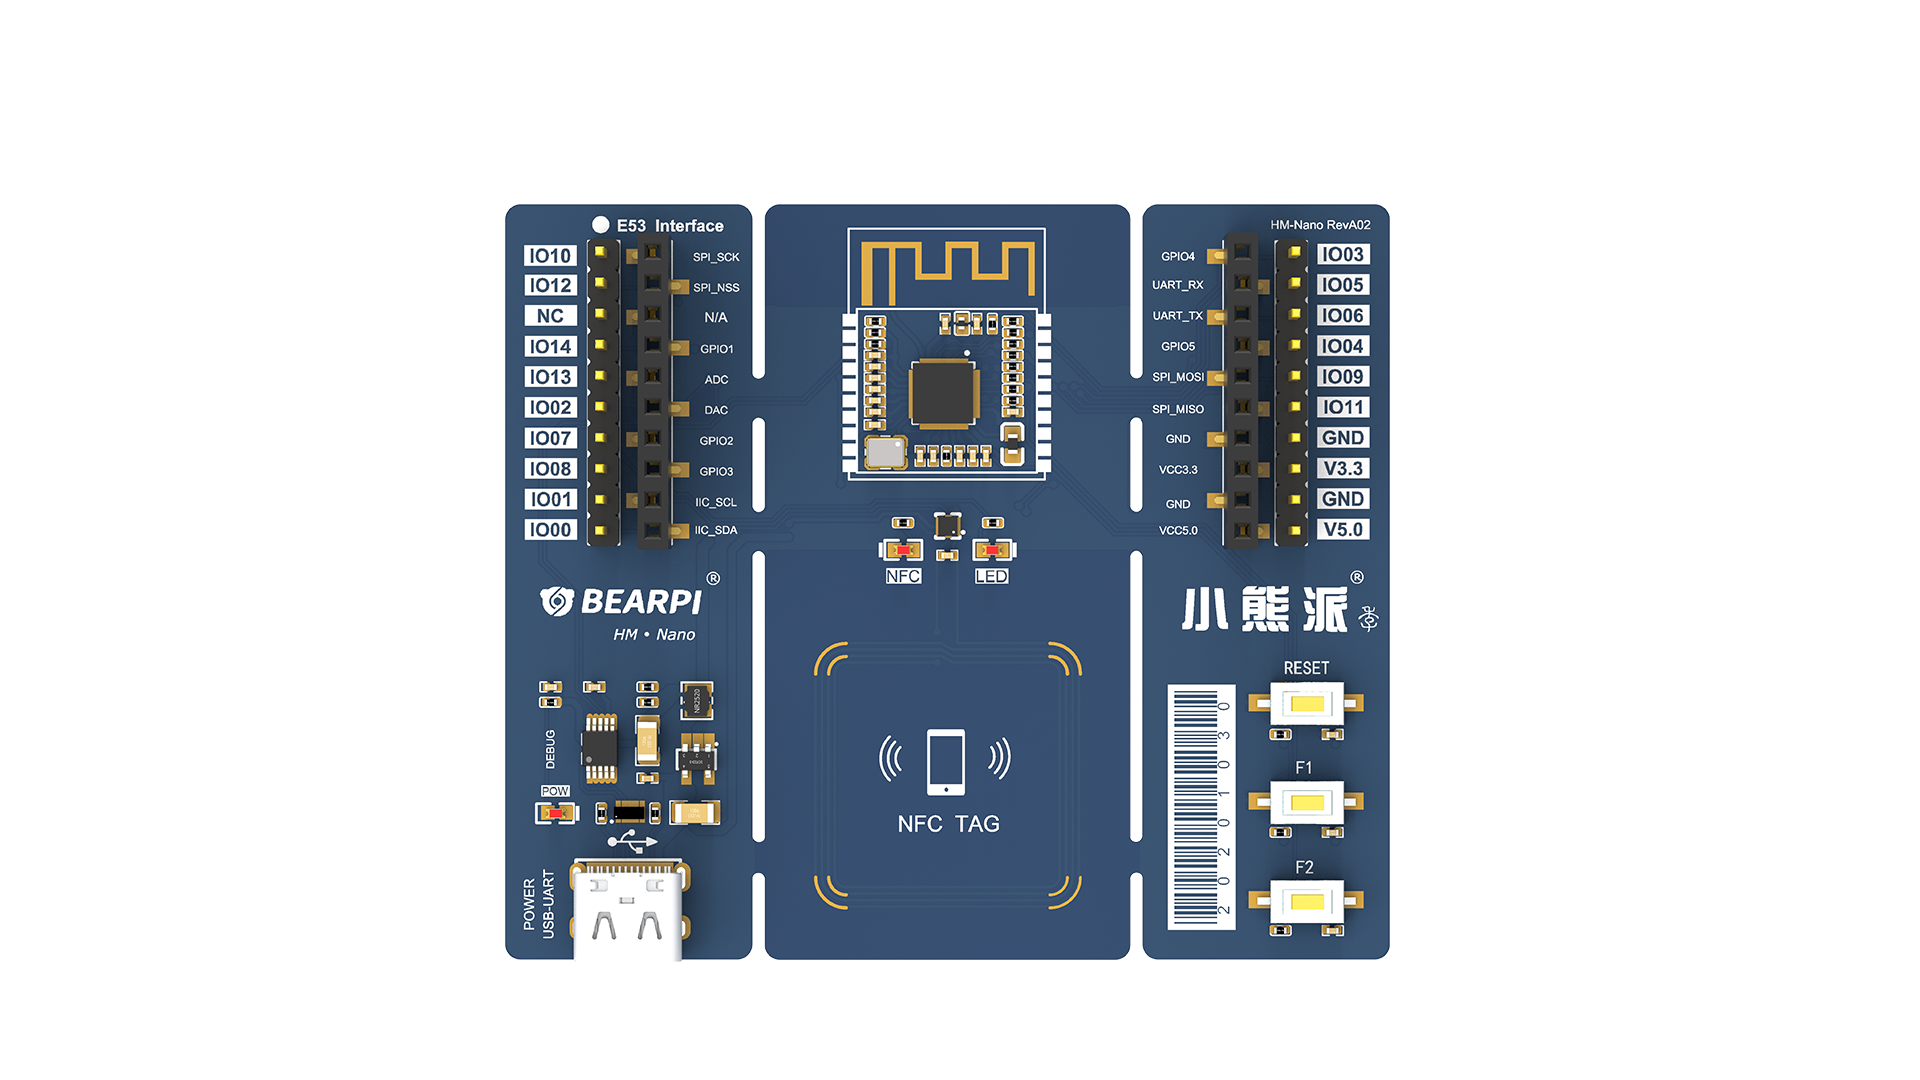 E53 Interface
IO10
IO12
NC
IO14
IO13
IO02
IO07
IO08
IO01
IO00
SPI_SCK
SPI_NSS
N/A
GPIO1
ADC
DAC
GPIO2
GPIO3
IIC_SCL
IIC_SDA
BEARPI ®
HM • Nano
DEBUG
POW
POWER
USB-UART
NR2520
NFC
LED
NFC TAG
HM-Nano RevA02
GPIO4
UART_RX
UART_TX
GPIO5
SPI_MOSI
SPI_MISO
GND
VCC3.3
GND
VCC5.0
IO03
IO05
IO06
IO04
IO09
IO11
GND
V3.3
GND
V5.0
小熊派 ®
RESET
F1
F2
20201030